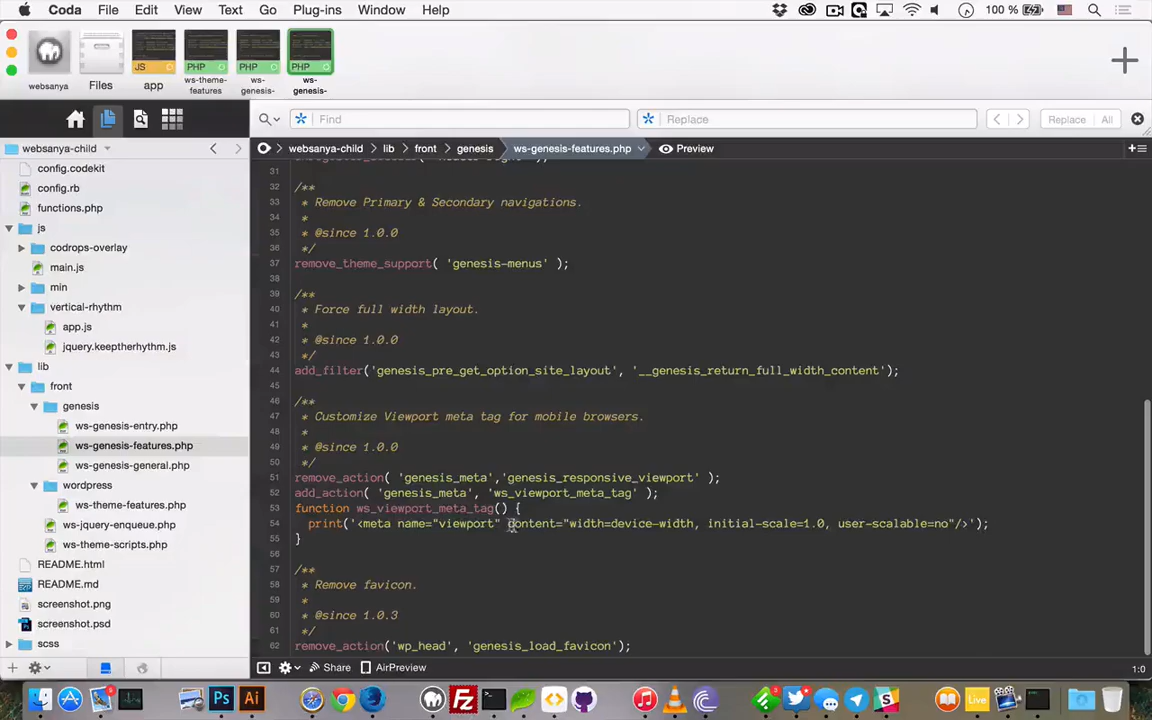 Coda File Edit View Text Go Plug-ins Window Help 100 %
JS PHP PHP PHP
websanya Files app ws-theme-features ws-genesis- ws-genesis-
Find Replace Replace All
websanya-child
websanya-child lib front genesis ws-genesis-features.php Preview
config.codekit
config.rb
functions.php
js
codrops-overlay
main.js
min
vertical-rhythm
app.js
jquery.keeptherhythm.js
lib
front
genesis
ws-genesis-entry.php
ws-genesis-features.php
ws-genesis-general.php
wordpress
ws-theme-features.php
ws-jquery-enqueue.php
ws-theme-scripts.php
README.html
README.md
screenshot.png
screenshot.psd
scss
31
32 /**
33 * Remove Primary & Secondary navigations.
34 *
35 * @since 1.0.0
36 */
37 remove_theme_support( 'genesis-menus' );
38
39 /**
40 * Force full width layout.
41 *
42 * @since 1.0.0
43 */
44 add_filter('genesis_pre_get_option_site_layout', '__genesis_return_full_width_content');
45
46 /**
47 * Customize Viewport meta tag for mobile browsers.
48 *
49 * @since 1.0.0
50 */
51 remove_action( 'genesis_meta','genesis_responsive_viewport' );
52 add_action( 'genesis_meta', 'ws_viewport_meta_tag' );
53 function ws_viewport_meta_tag() {
54 print('<meta name="viewport" content="width=device-width, initial-scale=1.0, user-scalable=no"/>');
55 }
56
57 /**
58 * Remove favicon.
59 *
60 * @since 1.0.3
61 */
62 remove_action('wp_head', 'genesis_load_favicon');
Share AirPreview 1:0
Ps Ai Fz Live